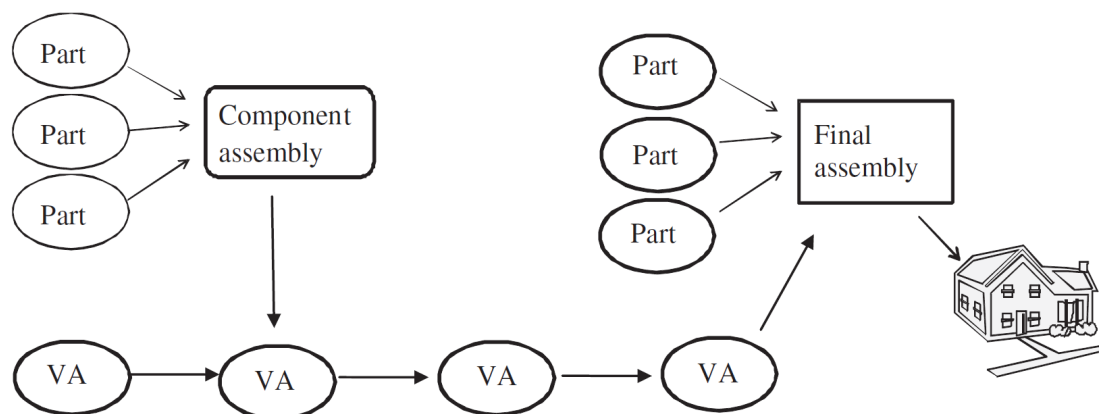 Part
Part
Part
Component
assembly
Part
Part
Part
Final
assembly
VA
VA
VA
VA